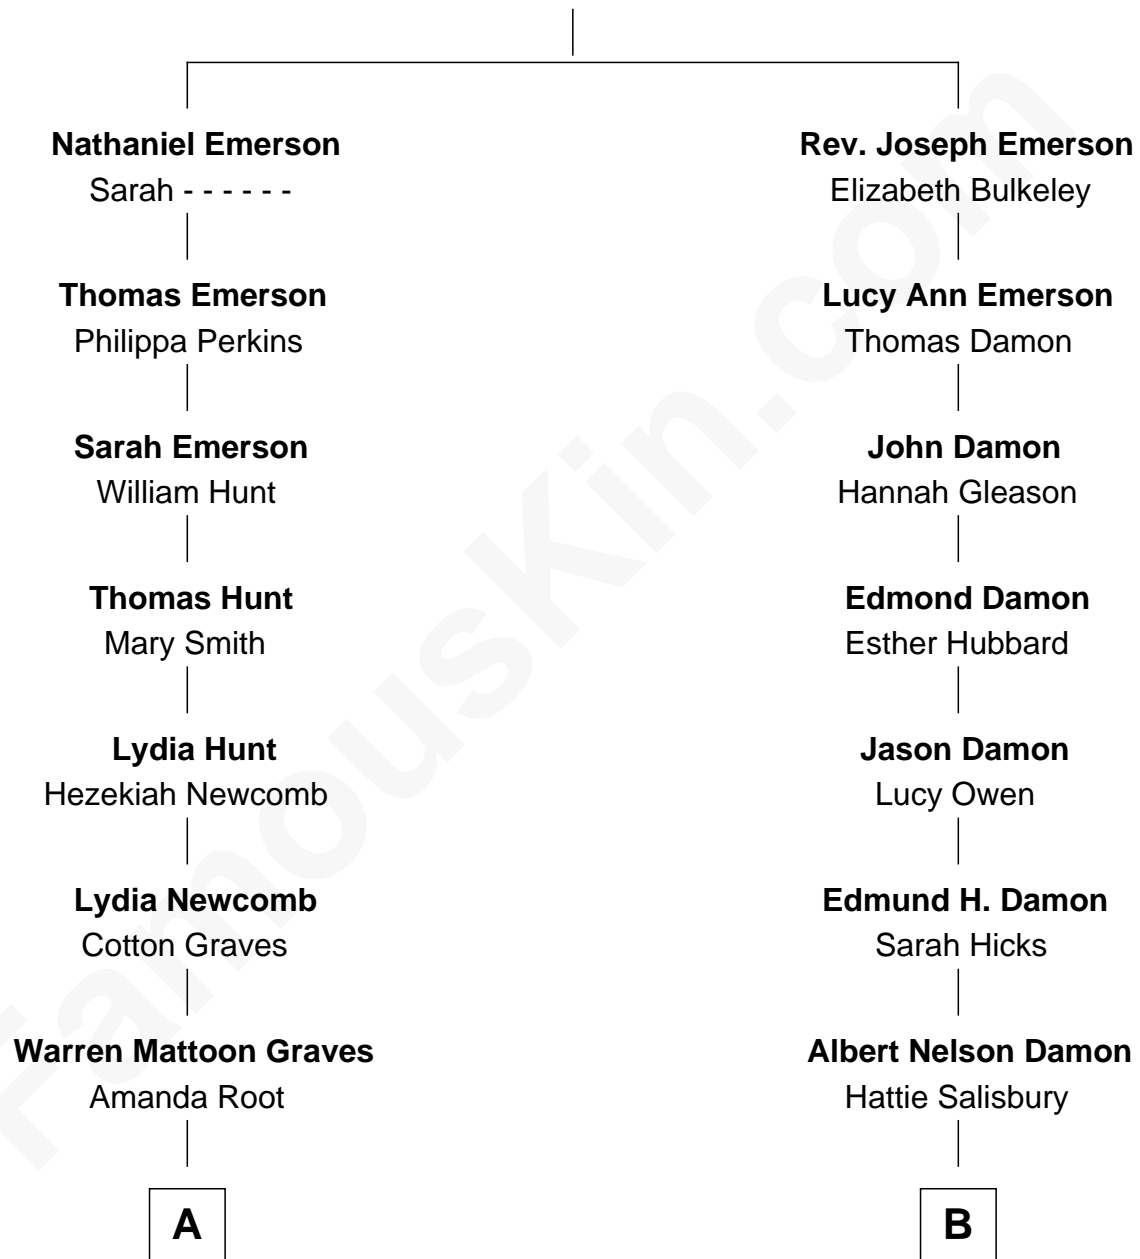 Nathaniel Emerson
Sarah - - - - - -
Thomas Emerson
Philippa Perkins
Sarah Emerson
William Hunt
Thomas Hunt
Mary Smith
Lydia Hunt
Hezekiah Newcomb
Lydia Newcomb
Cotton Graves
Warren Mattoon Graves
Amanda Root
A
Rev. Joseph Emerson
Elizabeth Bulkeley
Lucy Ann Emerson
Thomas Damon
John Damon
Hannah Gleason
Edmond Damon
Esther Hubbard
Jason Damon
Lucy Owen
Edmund H. Damon
Sarah Hicks
Albert Nelson Damon
Hattie Salisbury
B
FamousKin.com